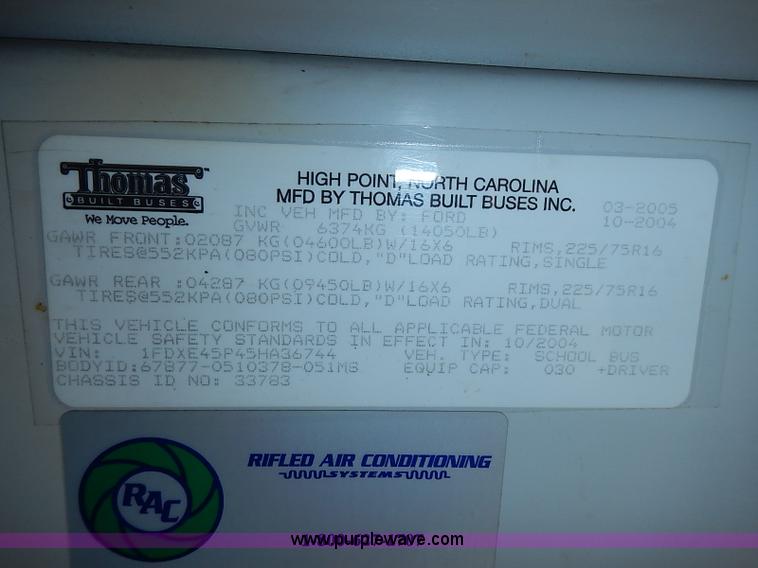 Thomas™
BUILT BUSES
We Move People.
HIGH POINT, NORTH CAROLINA
MFD BY THOMAS BUILT BUSES INC. 03-2005
INC VEH MFD BY: FORD 10-2004
GVWR 6374KG (14050LB)
GAWR FRONT:02087 KG(04600LB)W/16X6 RIMS,225/75R16
TIRES@552KPA(080PSI)COLD,"D"LOAD RATING,SINGLE
GAWR REAR :04287 KG(09450LB)W/16X6 RIMS,225/75R16
TIRES@552KPA(080PSI)COLD,"D"LOAD RATING,DUAL
THIS VEHICLE CONFORMS TO ALL APPLICABLE FEDERAL MOTOR
VEHICLE SAFETY STANDARDS IN EFFECT IN: 10/2004
VIN: 1FDXE45P45HA36744 VEH. TYPE: SCHOOL BUS
BODYID:67877-0510378-051MS EQUIP CAP: 030 +DRIVER
CHASSIS ID NO: 33783
RAC
RIFLED AIR CONDITIONING
SYSTEMS
www.purplewave.com